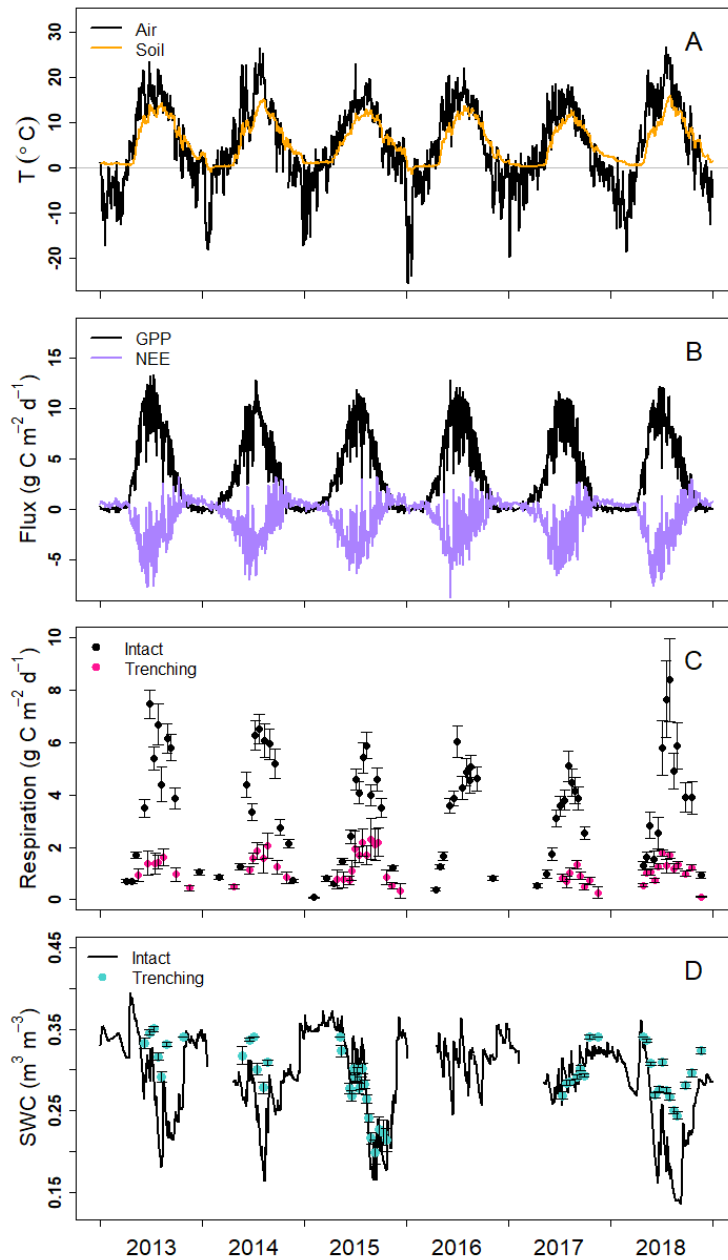 Air
Soil
A
T (° C)
30
20
10
0
-10
-20
GPP
NEE
B
Flux (g C m⁻² d⁻¹)
15
10
5
0
-5
Intact
Trenching
C
Respiration (g C m⁻² d⁻¹)
10
8
6
4
2
0
Intact
Trenching
D
SWC (m³ m⁻³)
0.45
0.35
0.25
0.15
2013 2014 2015 2016 2017 2018